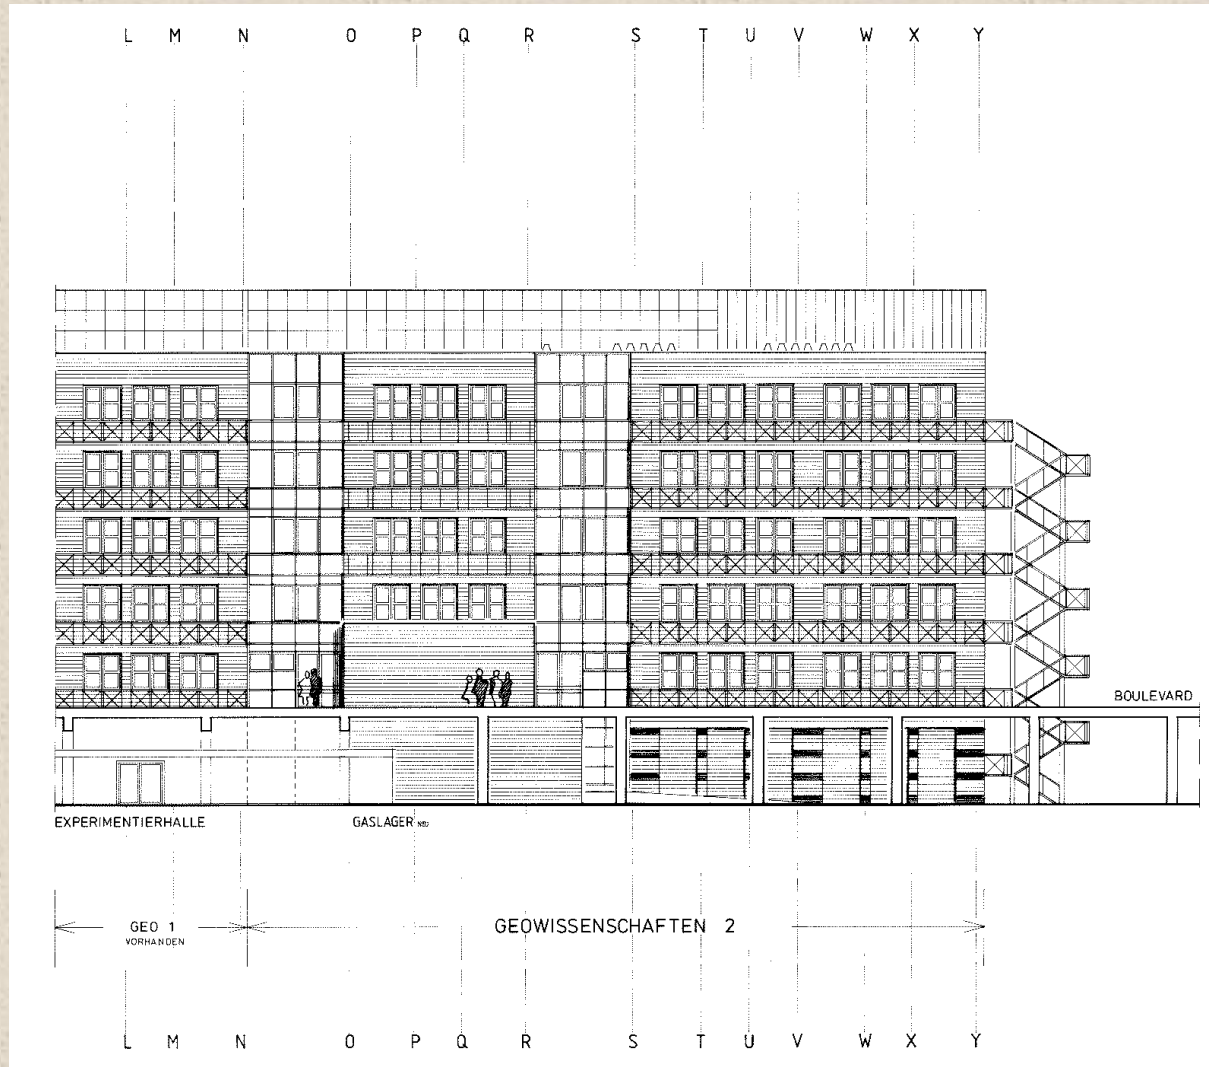 L M N O P Q R S T U V W X Y
BOULEVARD
EXPERIMENTIERHALLE GASLAGER
GEO 1 GEOWISSENSCHAFTEN 2
VORHANDEN
L M N O P Q R S T U V W X Y